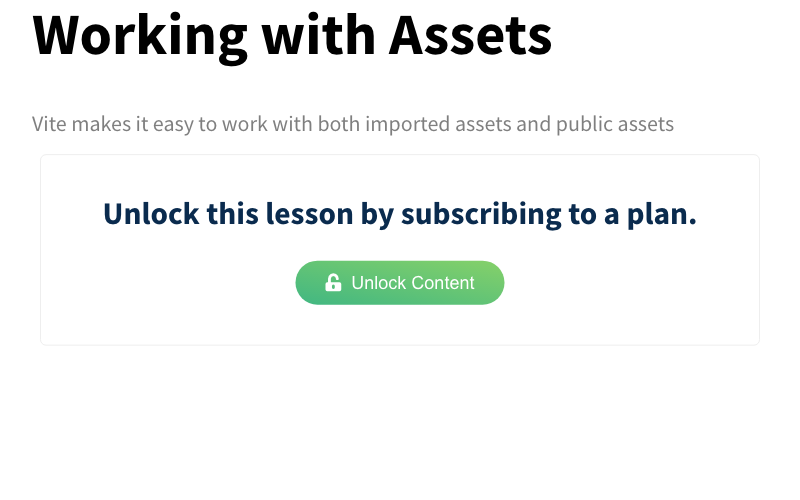 Working with Assets
Vite makes it easy to work with both imported assets and public assets
Unlock this lesson by subscribing to a plan.
Unlock Content